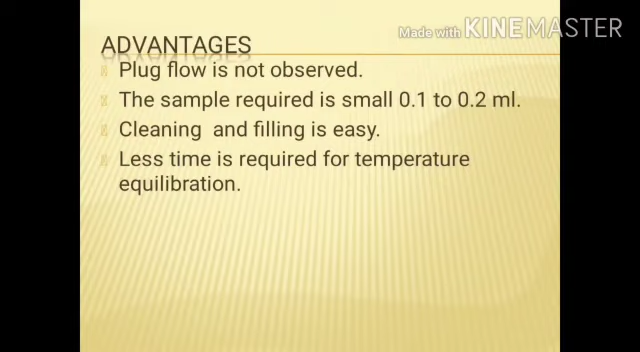 Made with KINEMASTER
ADVANTAGES
Plug flow is not observed.
The sample required is small 0.1 to 0.2 ml.
Cleaning and filling is easy.
Less time is required for temperature
equilibration.